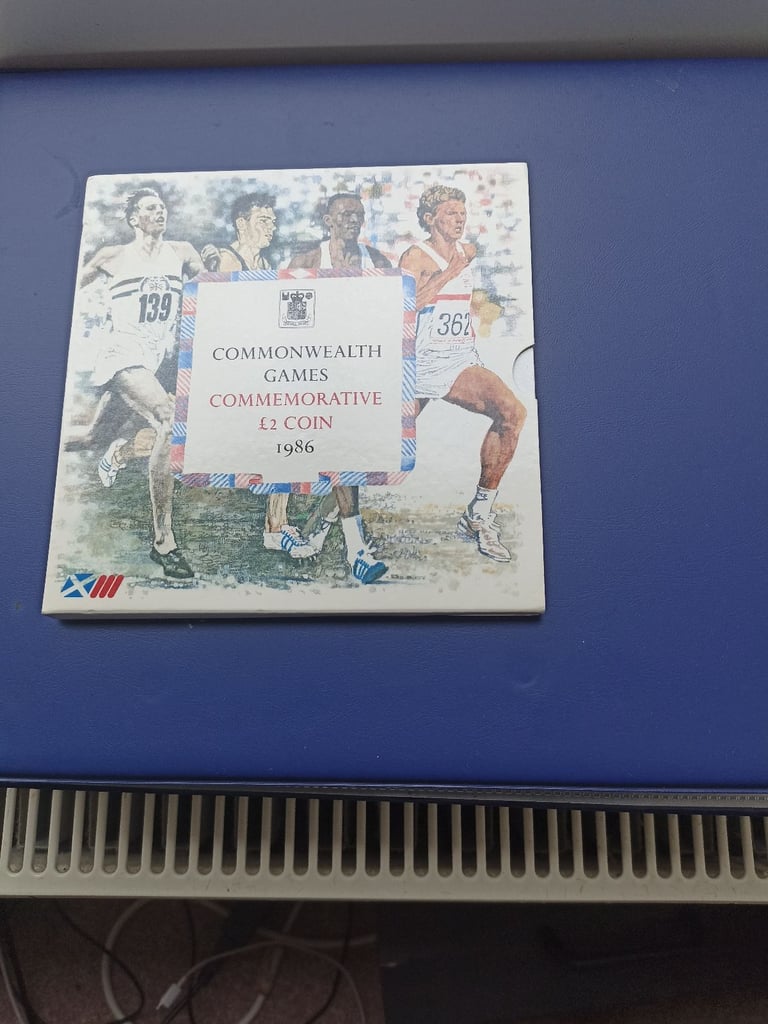 139
362
COMMONWEALTH
GAMES
COMMEMORATIVE
£2 COIN
1986